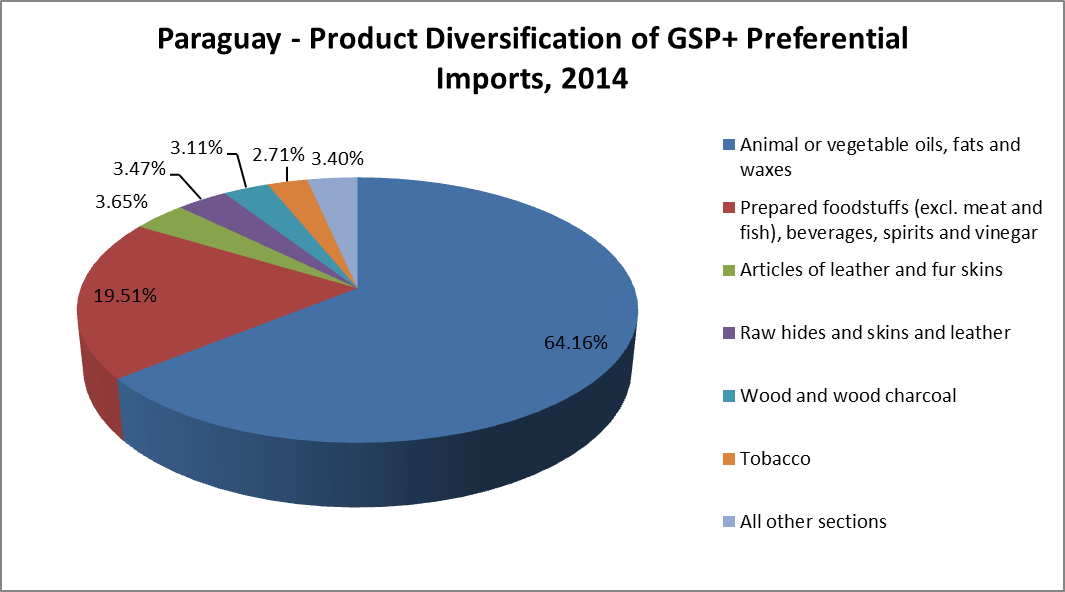 Paraguay - Product Diversification of GSP+ Preferential
Imports, 2014
3.11%
2.71%
3.40%
3.47%
3.65%
19.51%
64.16%
Animal or vegetable oils, fats and
waxes
Prepared foodstuffs (excl. meat and
fish), beverages, spirits and vinegar
Articles of leather and fur skins
Raw hides and skins and leather
Wood and wood charcoal
Tobacco
All other sections